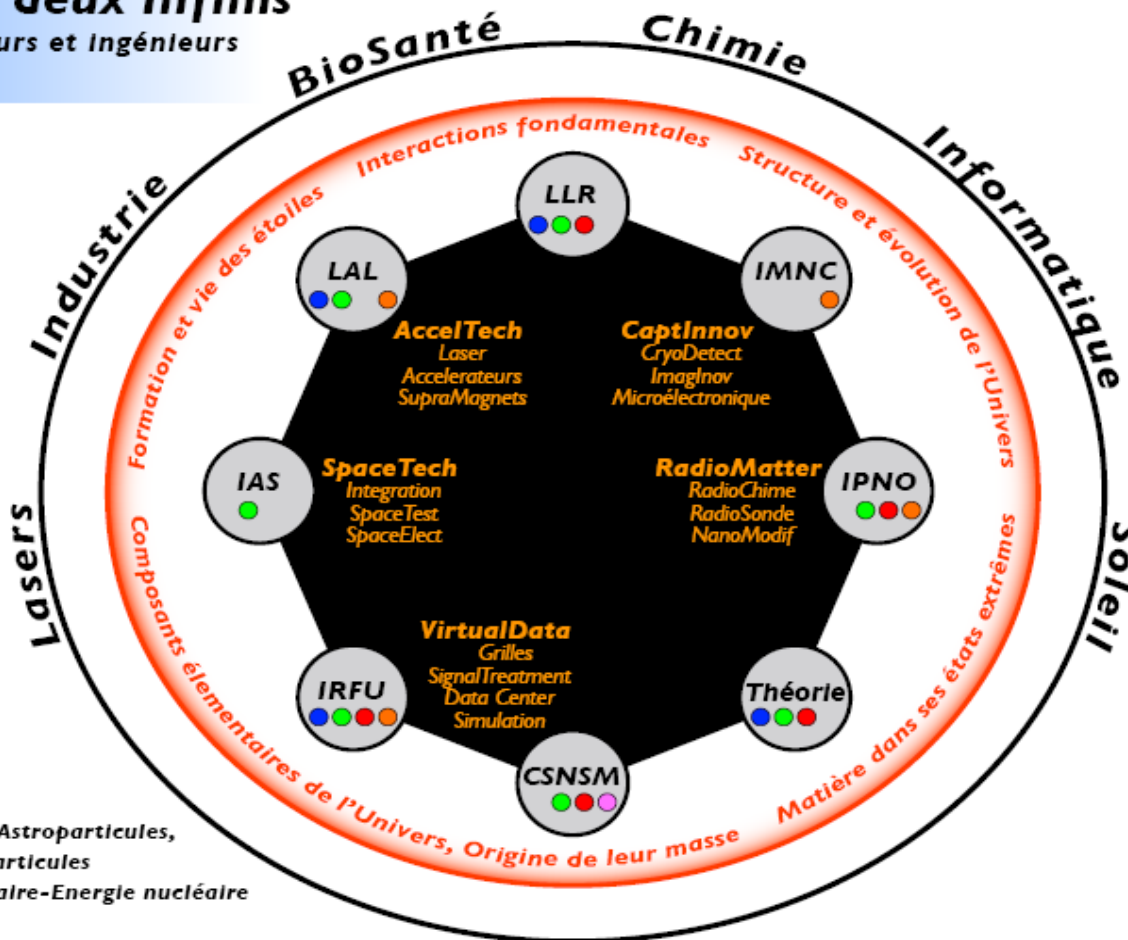 deux infinis
urs et ingénieurs
BioSanté
Chimie
Informatique
Industrie
Lasers
Soleil
Interactions fondamentales
Structure et évolution de l'Univers
Formation et vie des étoiles
Composants élementaires de l'Univers, Origine de leur masse
Matière dans ses états extrêmes
LLR
LAL
IMNC
AccelTech
Laser
Accelerateurs
SupraMagnets
CaptInnov
CryoDetect
ImagInov
Microélectronique
IAS
SpaceTech
Integration
SpaceTest
SpaceElect
RadioMatter
RadioChime
RadioSonde
NanoModif
IPNO
VirtualData
Grilles
SignalTreatment
Data Center
Simulation
IRFU
Théorie
CSNSM
Astroparticules,
articules
aire-Energie nucléaire